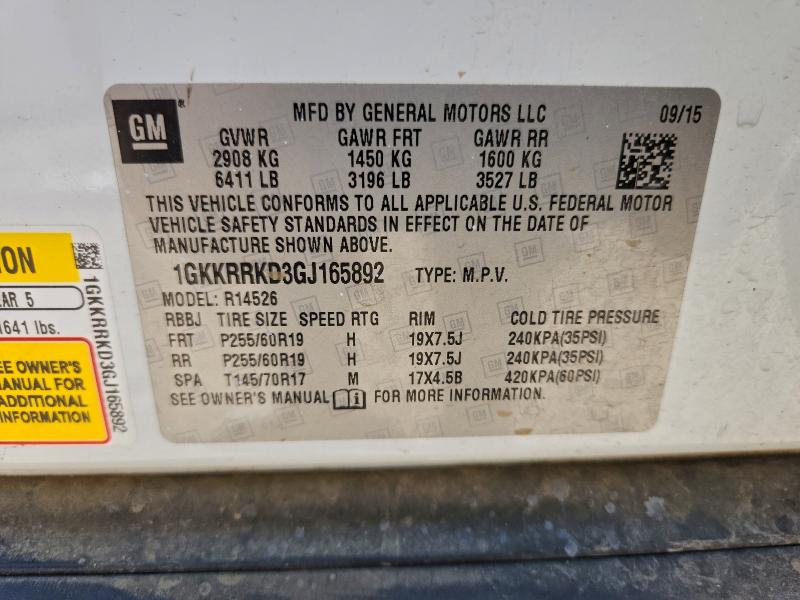 GM
MFD BY GENERAL MOTORS LLC 09/15
GVWR GAWR FRT GAWR RR
2908 KG 1450 KG 1600 KG
6411 LB 3196 LB 3527 LB
THIS VEHICLE CONFORMS TO ALL APPLICABLE U.S. FEDERAL MOTOR
VEHICLE SAFETY STANDARDS IN EFFECT ON THE DATE OF
MANUFACTURE SHOWN ABOVE.
1GKKRRKD3GJ165892 TYPE: M.P.V.
MODEL: R14526
RBBJ TIRE SIZE SPEED RTG RIM COLD TIRE PRESSURE
FRT P255/60R19 H 19X7.5J 240KPA(35PSI)
RR P255/60R19 H 19X7.5J 240KPA(35PSI)
SPA T145/70R17 M 17X4.5B 420KPA(60PSI)
SEE OWNER'S MANUAL FOR MORE INFORMATION.
ION
AR 5
641 lbs.
EE OWNER'S
MANUAL FOR
ADDITIONAL
INFORMATION
1GKKRRKD3GJ165892